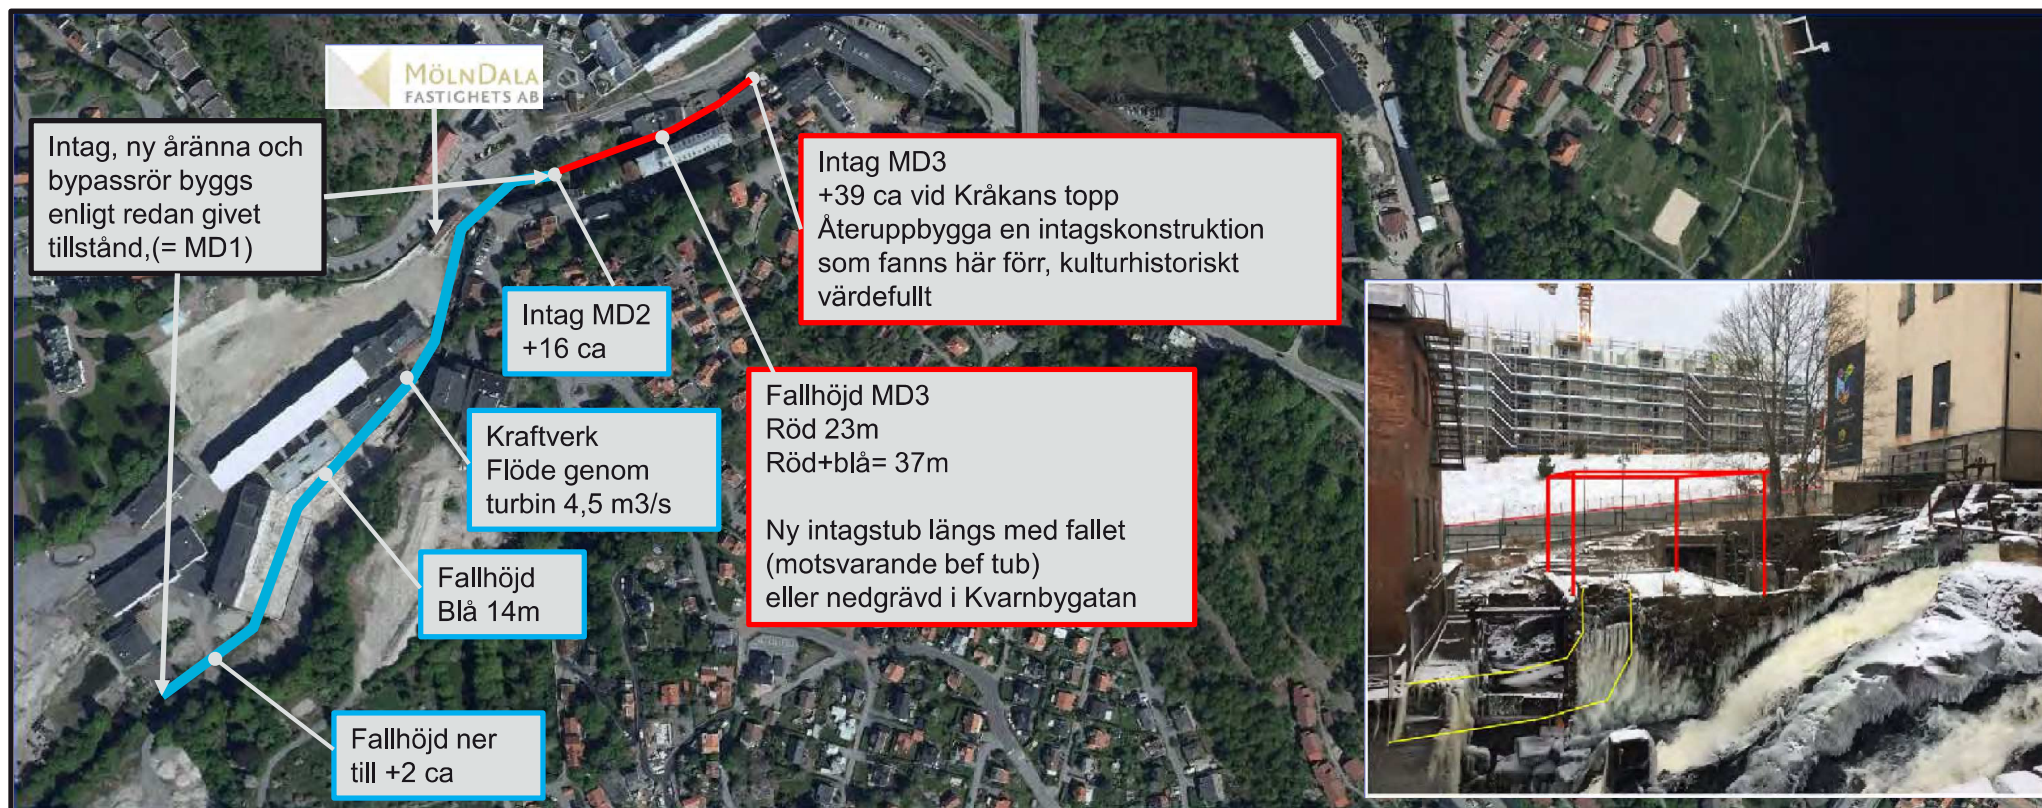 MÖLNDALA
FASTIGHETS AB
Intag, ny åränna och
bypassrör byggs
enligt redan givet
tillstånd,(= MD1)
Intag MD3
+39 ca vid Kråkans topp
Återuppbygga en intagskonstruktion
som fanns här förr, kulturhistoriskt
värdefullt
Intag MD2
+16 ca
Fallhöjd MD3
Röd 23m
Röd+blå= 37m
Ny intagstub längs med fallet
(motsvarande bef tub)
eller nedgrävd i Kvarnbygatan
Kraftverk
Flöde genom
turbin 4,5 m3/s
Fallhöjd
Blå 14m
Fallhöjd ner
till +2 ca